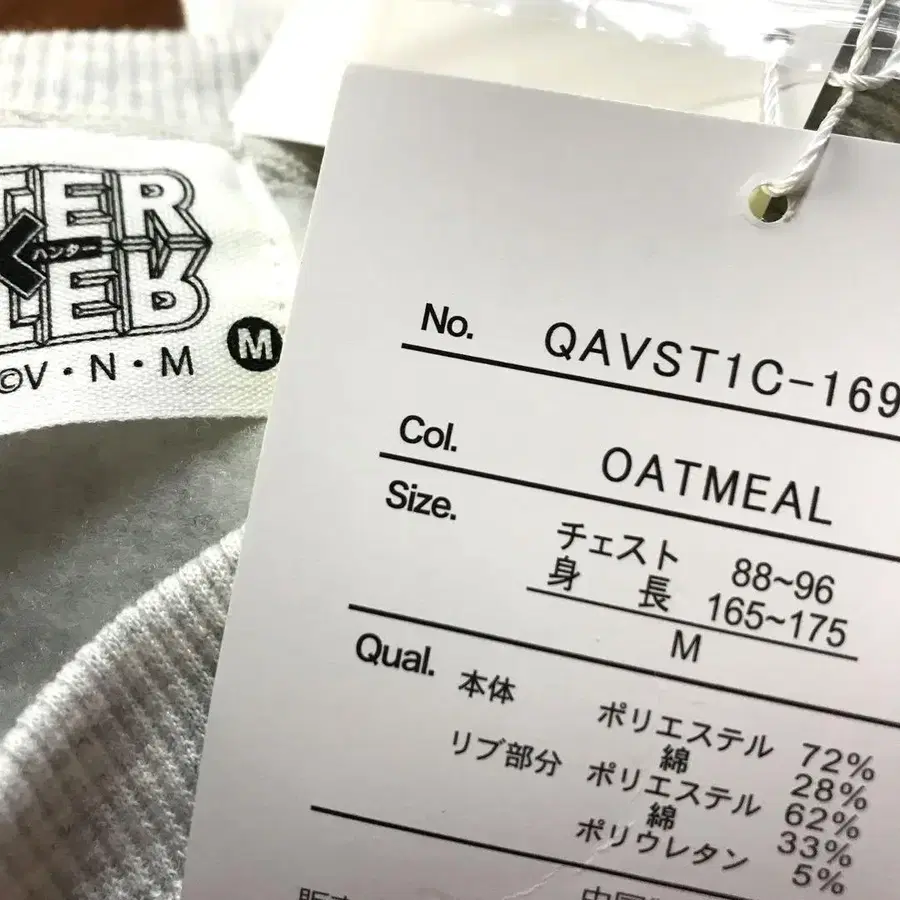 TER
ハンター
©V・N・M
M
No. QAVST1C-169
Col. OATMEAL
Size.
チェスト 88~96
身長 165~175
M
Qual. 本体 ポリエステル 72%
綿 28%
リブ部分 ポリエステル 62%
綿 33%
ポリウレタン 5%